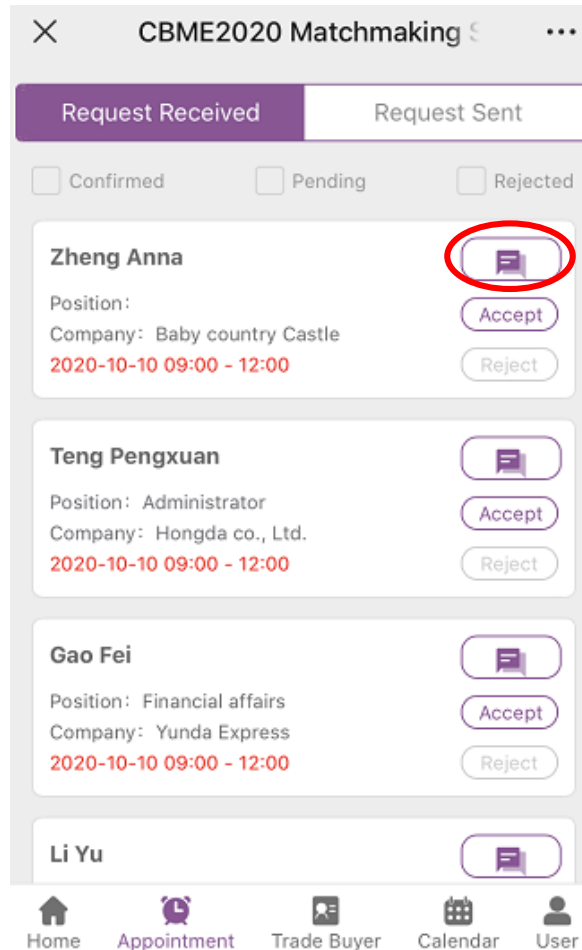 CBME2020 Matchmaking
Request Received
Request Sent
Confirmed
Pending
Rejected
Zheng Anna
Position：
Accept
Company： Baby country Castle
2020-10-10 09:00 - 12:00
Reject
Teng Pengxuan
Position： Administrator
Accept
Company： Hongda co., Ltd.
2020-10-10 09:00 - 12:00
Reject
Gao Fei
Position： Financial affairs
Accept
Company： Yunda Express
2020-10-10 09:00 - 12:00
Reject
Li Yu
Home
Appointment
Trade Buyer
Calendar
User